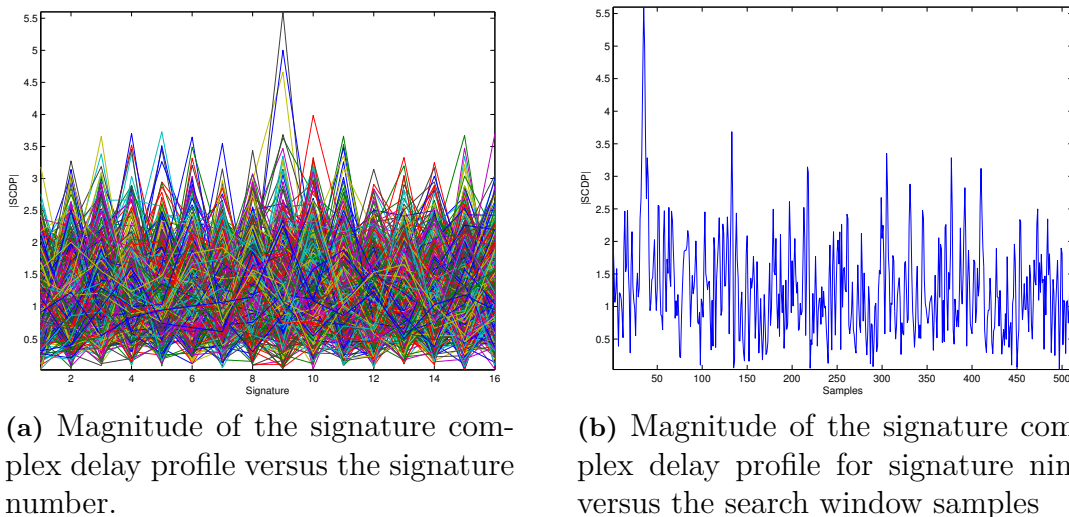 5.5
5
4.5
4
3.5
3
2.5
2
1.5
1
0.5
|SCDP|
2 4 6 8 10 12 14 16
Signature
5.5
5
4.5
4
3.5
3
2.5
2
1.5
1
0.5
|SCDP|
50 100 150 200 250 300 350 400 450 500
Samples
(a) Magnitude of the signature com-
plex delay profile versus the signature
number.
(b) Magnitude of the signature com
plex delay profile for signature nin
versus the search window samples